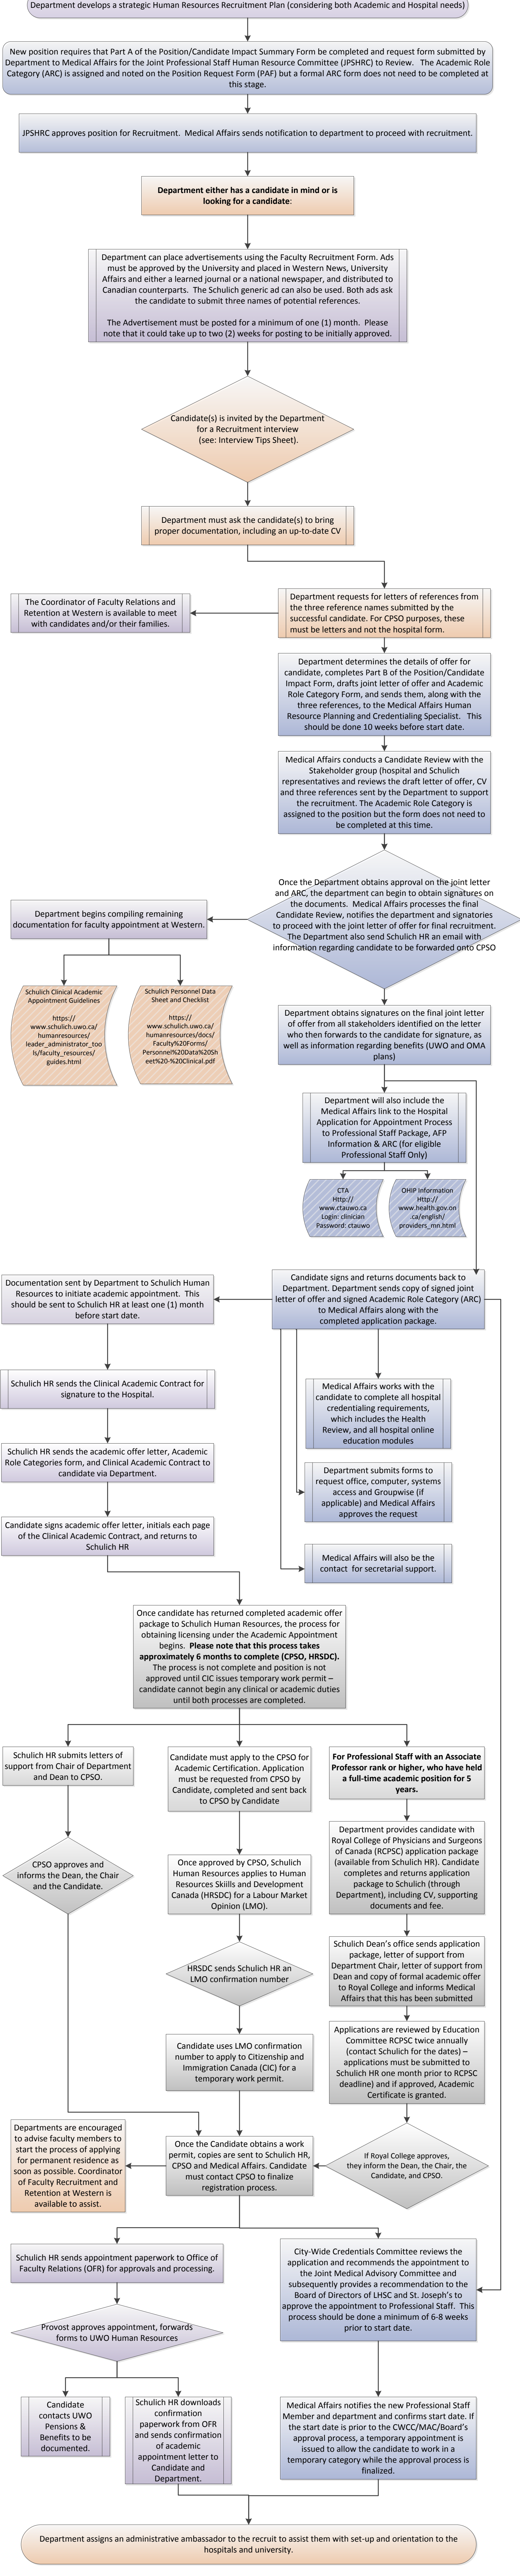 Department develops a strategic Human Resources Recruitment Plan (considering both Academic and Hospital needs)
New position requires that Part A of the Position/Candidate Impact Summary Form be completed and request form submitted by
Department to Medical Affairs for the Joint Professional Staff Human Resource Committee (JPSHRC) to Review. The Academic Role
Category (ARC) is assigned and noted on the Position Request Form (PAF) but a formal ARC form does not need to be completed at
this stage.
JPSHRC approves position for Recruitment. Medical Affairs sends notification to department to proceed with recruitment.
Department either has a candidate in mind or is
looking for a candidate:
Department can place advertisements using the Faculty Recruitment Form. Ads
must be approved by the University and placed in Western News, University
Affairs and either a learned journal or a national newspaper, and distributed to
Canadian counterparts. The Schulich generic ad can also be used. Both ads ask
the candidate to submit three names of potential references.
The Advertisement must be posted for a minimum of one (1) month. Please
note that it could take up to two (2) weeks for posting to be initially approved.
Candidate(s) is invited by the Department
for a Recruitment interview
(see: Interview Tips Sheet).
Department must ask the candidate(s) to bring
proper documentation, including an up-to-date CV
The Coordinator of Faculty Relations and
Retention at Western is available to meet
with candidates and/or their families.
Department requests for letters of references from
the three reference names submitted by the
successful candidate. For CPSO purposes, these
must be letters and not the hospital form.
Department determines the details of offer for
candidate, completes Part B of the Position/Candidate
Impact Form, drafts joint letter of offer and Academic
Role Category Form, and sends them, along with the
three references, to the Medical Affairs Human
Resource Planning and Credentialing Specialist. This
should be done 10 weeks before start date.
Medical Affairs conducts a Candidate Review with the
Stakeholder group (hospital and Schulich
representatives and reviews the draft letter of offer, CV
and three references sent by the Department to support
the recruitment. The Academic Role Category is
assigned to the position but the form does not need to
be completed at this time.
Once the Department obtains approval on the joint letter
and ARC, the department can begin to obtain signatures on
the documents. Medical Affairs processes the final
Candidate Review, notifies the department and signatories
to proceed with the joint letter of offer for final recruitment.
The Department also send Schulich HR an email with
information regarding candidate to be forwarded onto CPSO
Department begins compiling remaining
documentation for faculty appointment at Western.
Schulich Clinical Academic
Appointment Guidelines
https://
www.schulich.uwo.ca/
humanresources/
leader_administrator_too
ls/faculty_resources/
guides.html
Schulich Personnel Data
Sheet and Checklist
https://
www.schulich.uwo.ca/
humanresources/docs/
Faculty%20Forms/
Personnel%20Data%20Sh
eet%20-%20Clinical.pdf
Department obtains signatures on the final joint letter
of offer from all stakeholders identified on the letter
who then forwards to the candidate for signature, as
well as information regarding benefits (UWO and OMA
plans)
Department will also include the
Medical Affairs link to the Hospital
Application for Appointment Process
to Professional Staff Package, AFP
Information & ARC (for eligible
Professional Staff Only)
CTA
Http://
www.ctauwo.ca
Login: clinician
Password: ctauwo
OHIP Information
Http://
www.health.gov.on
.ca/english/
providers_mn.html
Documentation sent by Department to Schulich Human
Resources to initiate academic appointment. This
should be sent to Schulich HR at least one (1) month
before start date.
Candidate signs and returns documents back to
Department. Department sends copy of signed joint
letter of offer and signed Academic Role Category (ARC)
to Medical Affairs along with the
completed application package.
Schulich HR sends the Clinical Academic Contract for
signature to the Hospital.
Medical Affairs works with the
candidate to complete all hospital
credentialing requirements,
which includes the Health
Review, and all hospital online
education modules
Schulich HR sends the academic offer letter, Academic
Role Categories form, and Clinical Academic Contract to
candidate via Department.
Department submits forms to
request office, computer, systems
access and Groupwise (if
applicable) and Medical Affairs
approves the request
Candidate signs academic offer letter, initials each page
of the Clinical Academic Contract, and returns to
Schulich HR
Medical Affairs will also be the
contact for secretarial support.
Once candidate has returned completed academic offer
package to Schulich Human Resources, the process for
obtaining licensing under the Academic Appointment
begins. Please note that this process takes
approximately 6 months to complete (CPSO, HRSDC).
The process is not complete and position is not
approved until CIC issues temporary work permit –
candidate cannot begin any clinical or academic duties
until both processes are completed.
Schulich HR submits letters of
support from Chair of Department
and Dean to CPSO.
Candidate must apply to the CPSO for
Academic Certification. Application
must be requested from CPSO by
Candidate, completed and sent back
to CPSO by Candidate
For Professional Staff with an Associate
Professor rank or higher, who have held
a full-time academic position for 5
years.
CPSO approves and
informs the Dean, the Chair
and the Candidate.
Once approved by CPSO, Schulich
Human Resources applies to Human
Resources Skiills and Development
Canada (HRSDC) for a Labour Market
Opinion (LMO).
Department provides candidate with
Royal College of Physicians and Surgeons
of Canada (RCPSC) application package
(available from Schulich HR). Candidate
completes and returns application
package to Schulich (through
Department), including CV, supporting
documents and fee.
HRSDC sends Schulich HR an
LMO confirmation number
Schulich Dean's office sends application
package, letter of support from
Department Chair, letter of support from
Dean and copy of formal academic offer
to Royal College and informs Medical
Affairs that this has been submitted
Candidate uses LMO confirmation
number to apply to Citizenship and
Immigration Canada (CIC) for a
temporary work permit.
Applications are reviewed by Education
Committee RCPSC twice annually
(contact Schulich for the dates) –
applications must be submitted to
Schulich HR one month prior to RCPSC
deadline) and if approved, Academic
Certificate is granted.
Departments are encouraged
to advise faculty members to
start the process of applying
for permanent residence as
soon as possible. Coordinator
of Faculty Recruitment and
Retention at Western is
available to assist.
Once the Candidate obtains a work
permit, copies are sent to Schulich HR,
CPSO and Medical Affairs. Candidate
must contact CPSO to finalize
registration process.
If Royal College approves,
they inform the Dean, the Chair, the
Candidate, and CPSO.
Schulich HR sends appointment paperwork to Office of
Faculty Relations (OFR) for approvals and processing.
City-Wide Credentials Committee reviews the
application and recommends the appointment to
the Joint Medical Advisory Committee and
subsequently provides a recommendation to the
Board of Directors of LHSC and St. Joseph's to
approve the appointment to Professional Staff. This
process should be done a minimum of 6-8 weeks
prior to start date.
Provost approves appointment, forwards
forms to UWO Human Resources
Candidate
contacts UWO
Pensions &
Benefits to be
documented.
Schulich HR downloads
confirmation
paperwork from OFR
and sends confirmation
of academic
appointment letter to
Candidate and
Department.
Medical Affairs notifies the new Professional Staff
Member and department and confirms start date. If
the start date is prior to the CWCC/MAC/Board's
approval process, a temporary appointment is
issued to allow the candidate to work in a
temporary category while the approval process is
finalized.
Department assigns an administrative ambassador to the recruit to assist them with set-up and orientation to the
hospitals and university.